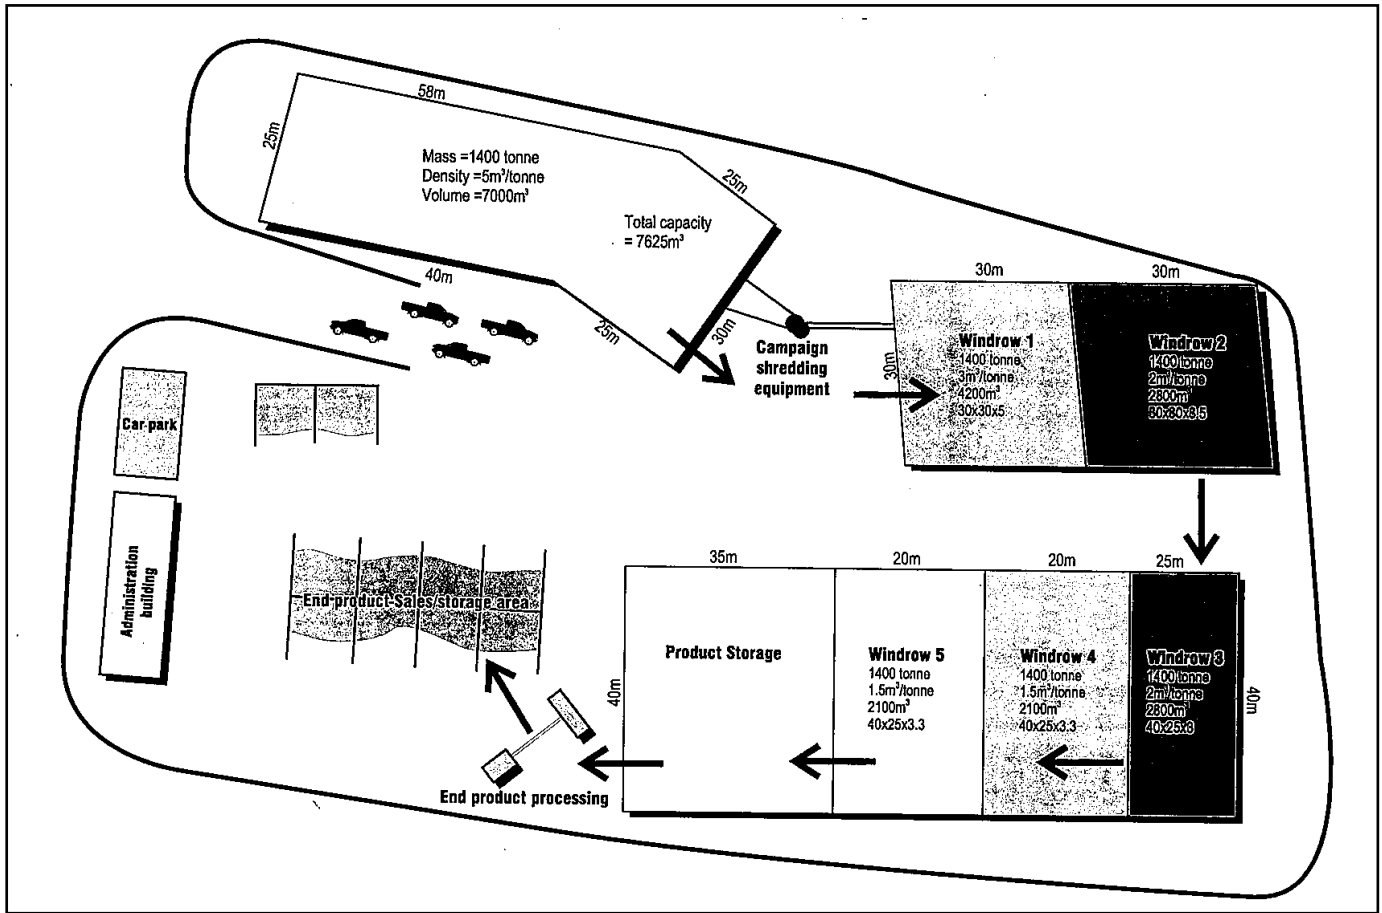 58m
25m
Mass =1400 tonne
Density =5m³/tonne
Volume =7000m³
25m
Total capacity
= 7625m³
40m
25m
30m
Campaign
shredding
equipment
30m
30m
30m
Windrow 1
1400 tonne
3m³/tonne
4200m³
30x30x5
Windrow 2
1400 tonne
2m³/tonne
2800m³
Car park
Administration
building
End-product-Sales/storage area
35m
20m
20m
25m
40m
Product Storage
Windrow 5
1400 tonne
1.5m³/tonne
2100m³
40x25x3.3
Windrow 4
1400 tonne
1.5m³/tonne
2100m³
40x25x3.3
Windrow 3
1400 tonne
2m³/tonne
2800m³
40x25x3
40m
End product processing